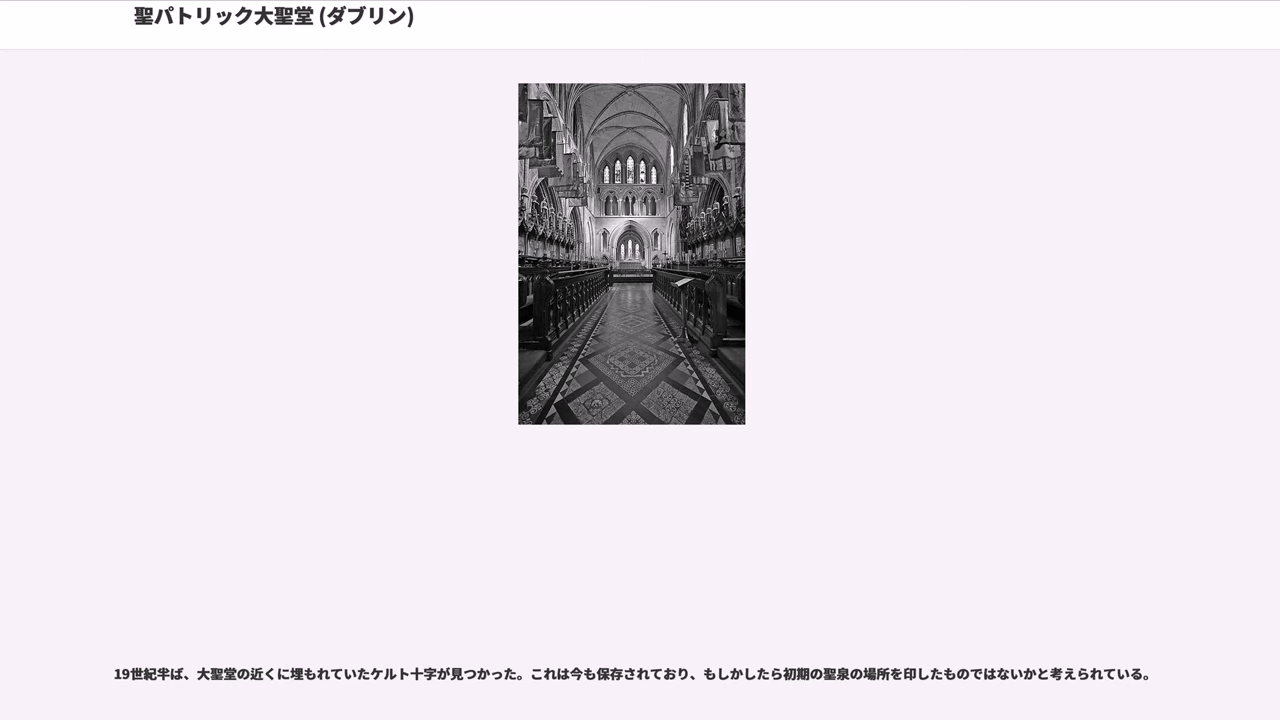 聖パトリック大聖堂 (ダブリン)
19世紀半ば、大聖堂の近くに埋もれていたケルト十字が見つかった。これは今も保存されており、もしかしたら初期の聖泉の場所を印したものではないかと考えられている。